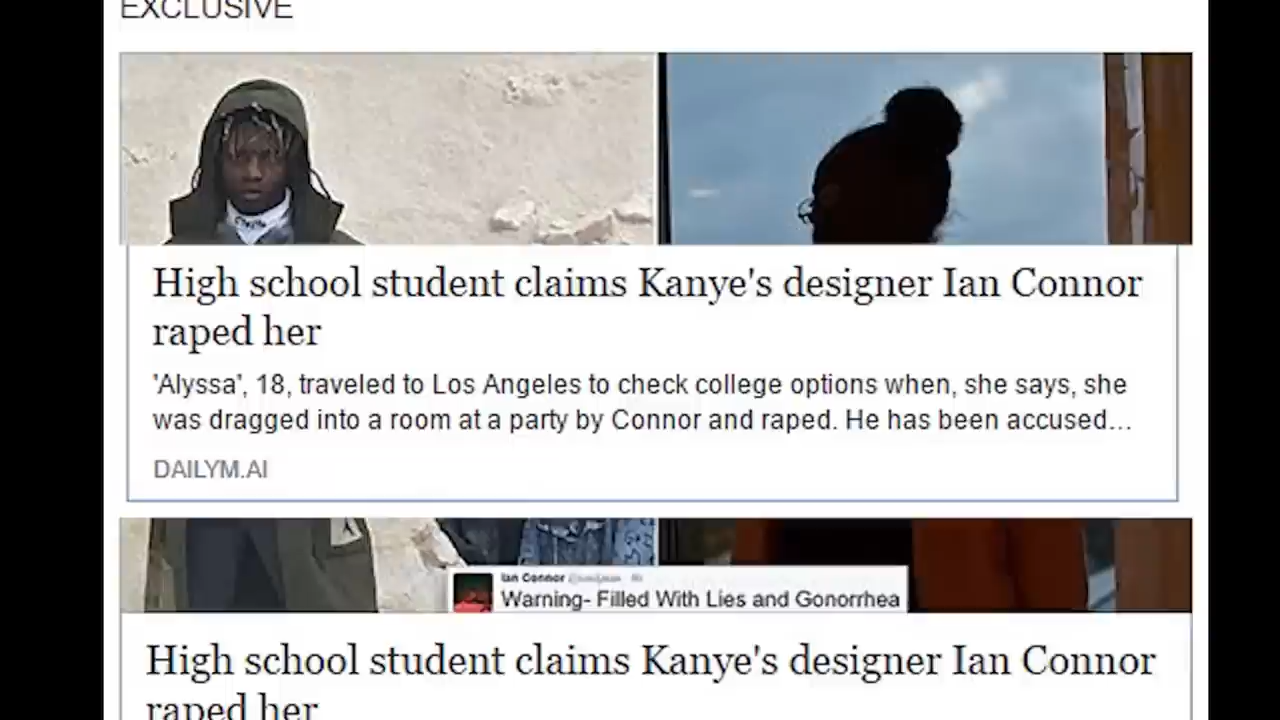 EXCLUSIVE
High school student claims Kanye's designer Ian Connor
raped her
'Alyssa', 18, traveled to Los Angeles to check college options when, she says, she
was dragged into a room at a party by Connor and raped. He has been accused...
DAILYM.AI
Ian Connor
Warning- Filled With Lies and Gonorrhea
High school student claims Kanye's designer Ian Connor
raped her